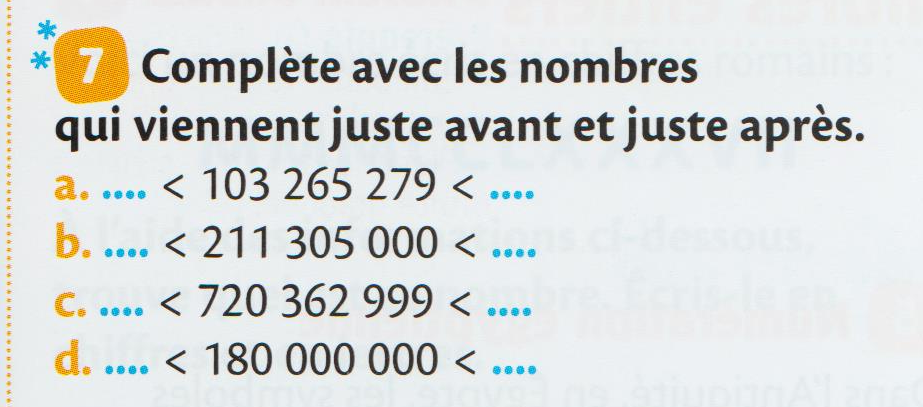 **
7 Complète avec les nombres
qui viennent juste avant et juste après.
a. .... < 103 265 279 < ....
b. .... < 211 305 000 < ....
c. .... < 720 362 999 < ....
d. .... < 180 000 000 < ....